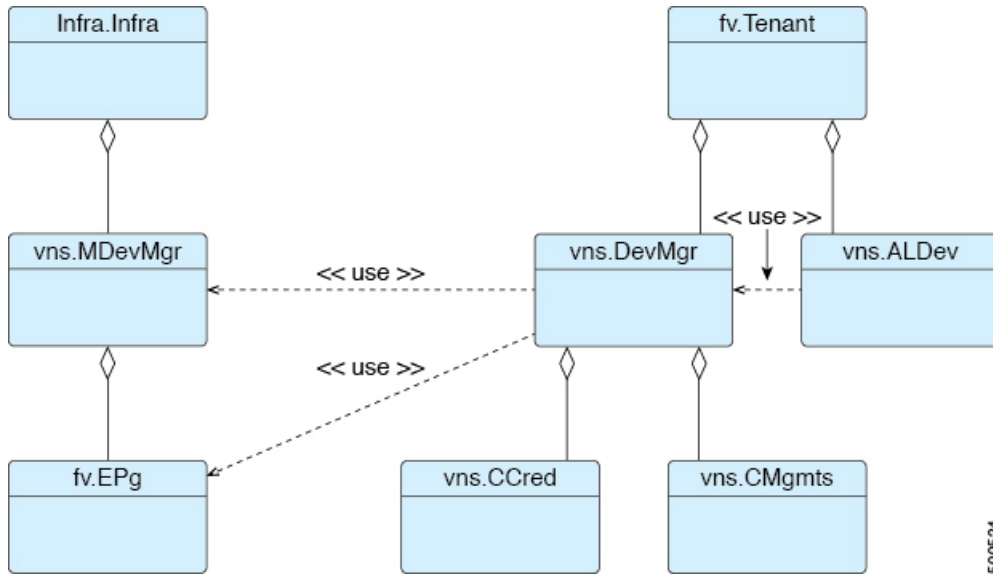 Infra.Infra
fv.Tenant
<< use >>
vns.MDevMgr
vns.DevMgr
vns.ALDev
<< use >>
<< use >>
fv.EPg
vns.CCred
vns.CMgmts